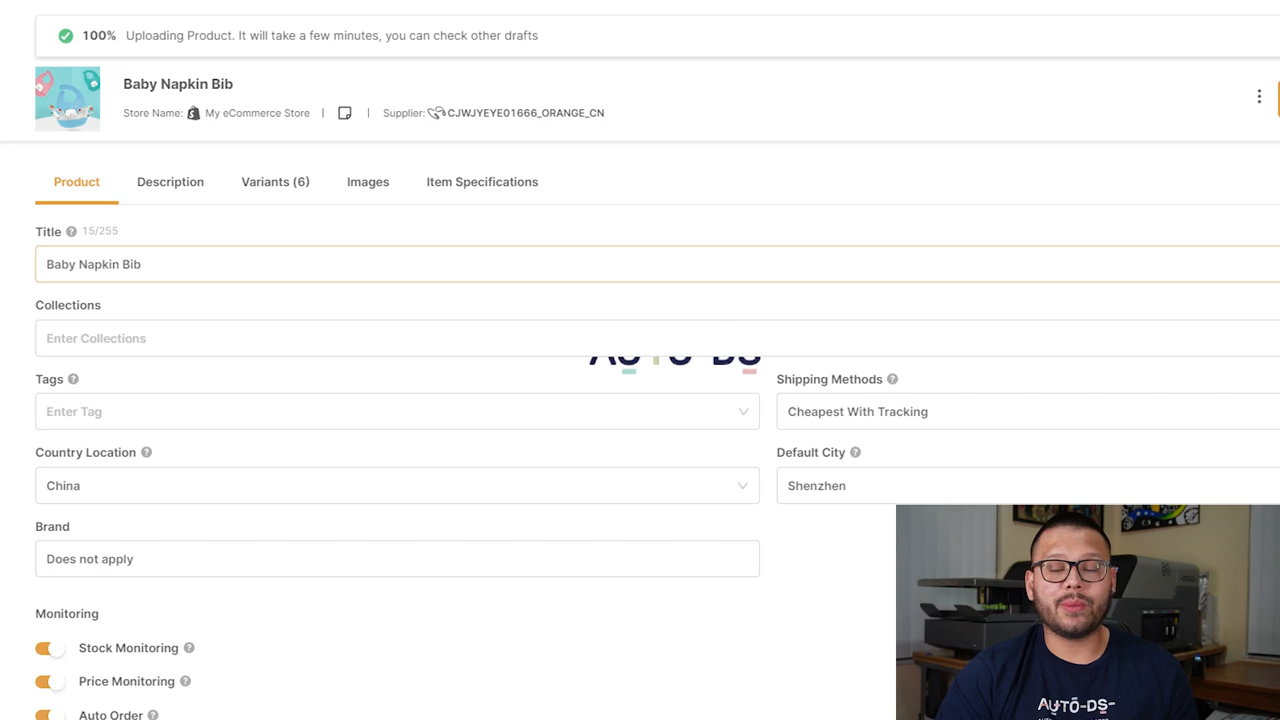 100% Uploading Product. It will take a few minutes, you can check other drafts
Baby Napkin Bib
Store Name: My eCommerce Store | | Supplier: CJWJYEYE01666_ORANGE_CN
Product Description Variants (6) Images Item Specifications
Title 15/255
Baby Napkin Bib
Collections
Enter Collections
AUTO-DS
Tags
Enter Tag
Shipping Methods
Cheapest With Tracking
Country Location
China
Default City
Shenzhen
Brand
Does not apply
Monitoring
Stock Monitoring
Price Monitoring
Auto Order
AUTO-DS-